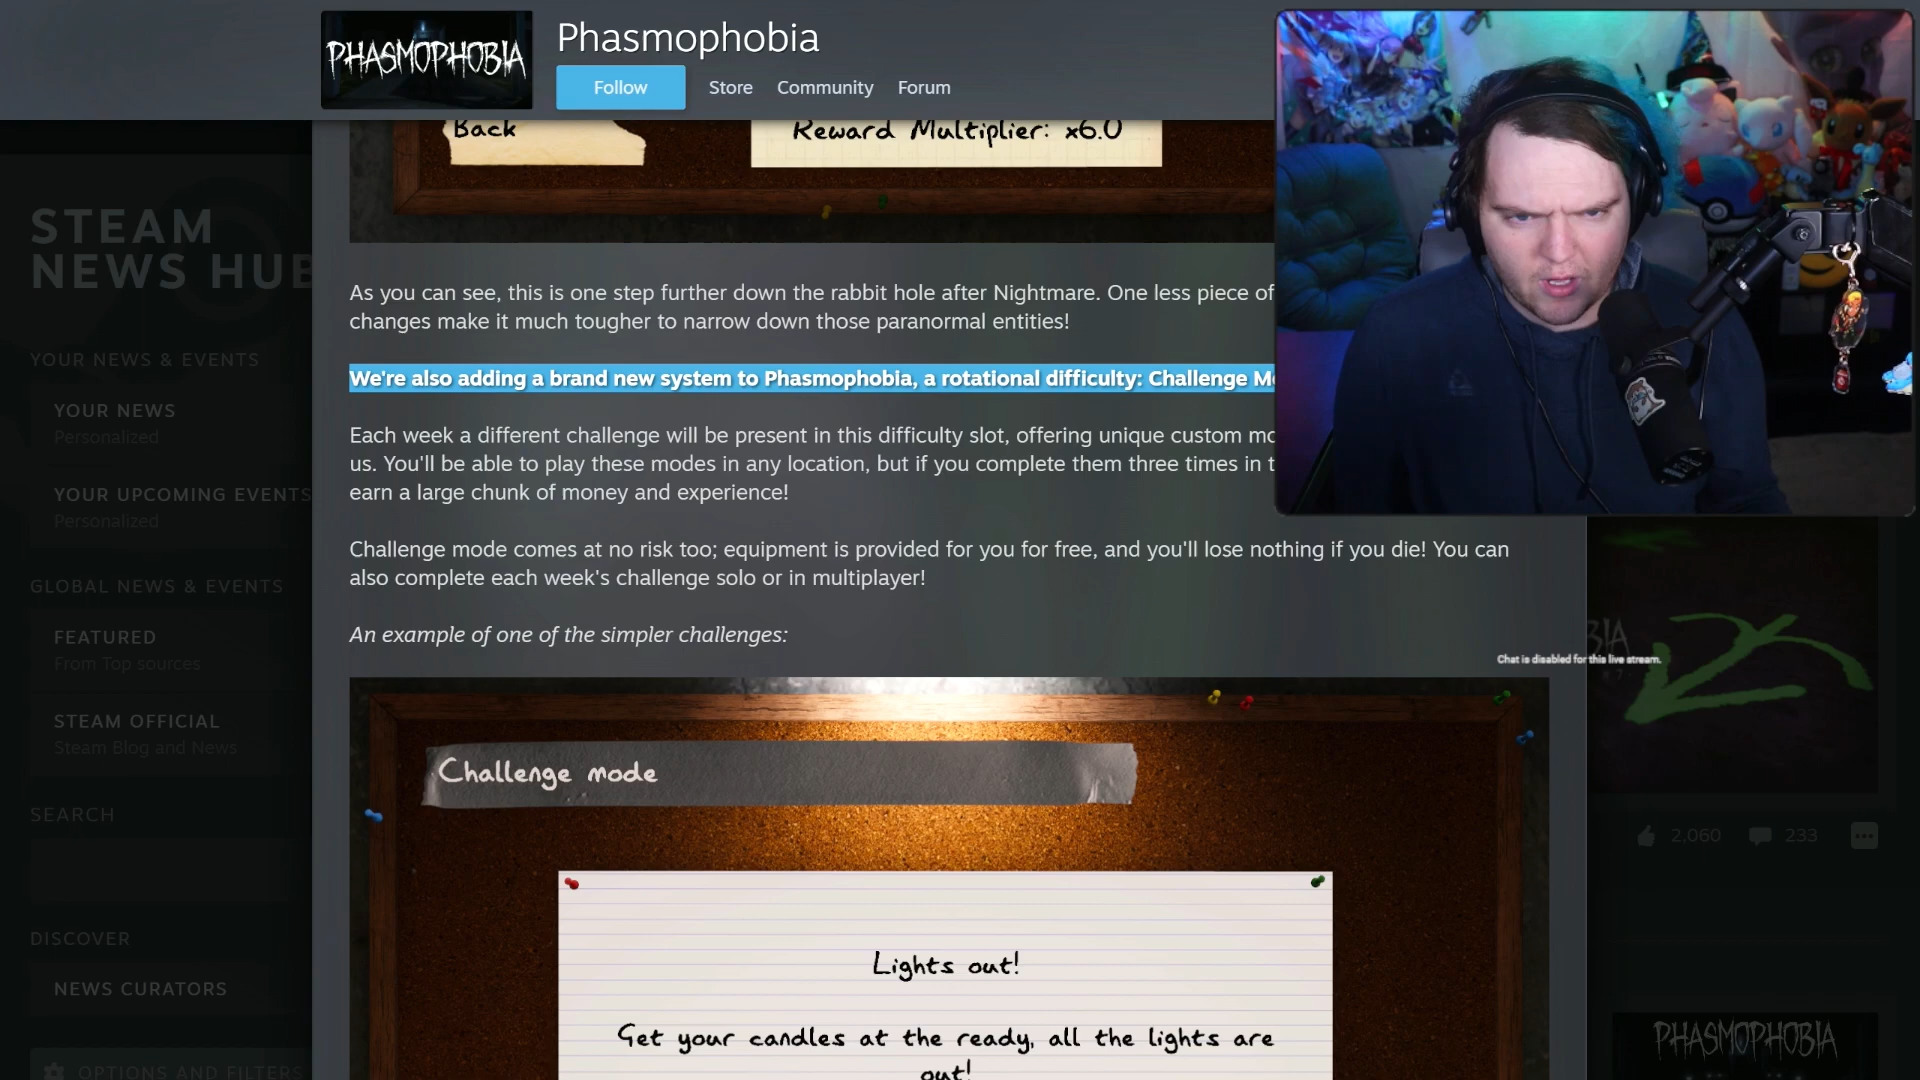 PHASMOPHOBIA
Phasmophobia
Follow
Store
Community
Forum
Back
Reward Multiplier: x6.0
STEAM
NEWS HUB
YOUR NEWS & EVENTS
YOUR NEWS
Personalized
YOUR UPCOMING EVENTS
Personalized
GLOBAL NEWS & EVENTS
FEATURED
From Top sources
STEAM OFFICIAL
Steam Blog and News
SEARCH
DISCOVER
NEWS CURATORS
OPTIONS AND FILTERS
As you can see, this is one step further down the rabbit hole after Nightmare. One less piece of
changes make it much tougher to narrow down those paranormal entities!
We're also adding a brand new system to Phasmophobia, a rotational difficulty: Challenge
Each week a different challenge will be present in this difficulty slot, offering unique custom
us. You'll be able to play these modes in any location, but if you complete them three times in
earn a large chunk of money and experience!
Challenge mode comes at no risk too; equipment is provided for you for free, and you'll lose nothing if you die! You can
also complete each week's challenge solo or in multiplayer!
An example of one of the simpler challenges:
Chat is disabled for this live stream.
Challenge mode
Lights out!
Get your candles at the ready, all the lights are
out!
2,060
233
PHASMOPHOBIA